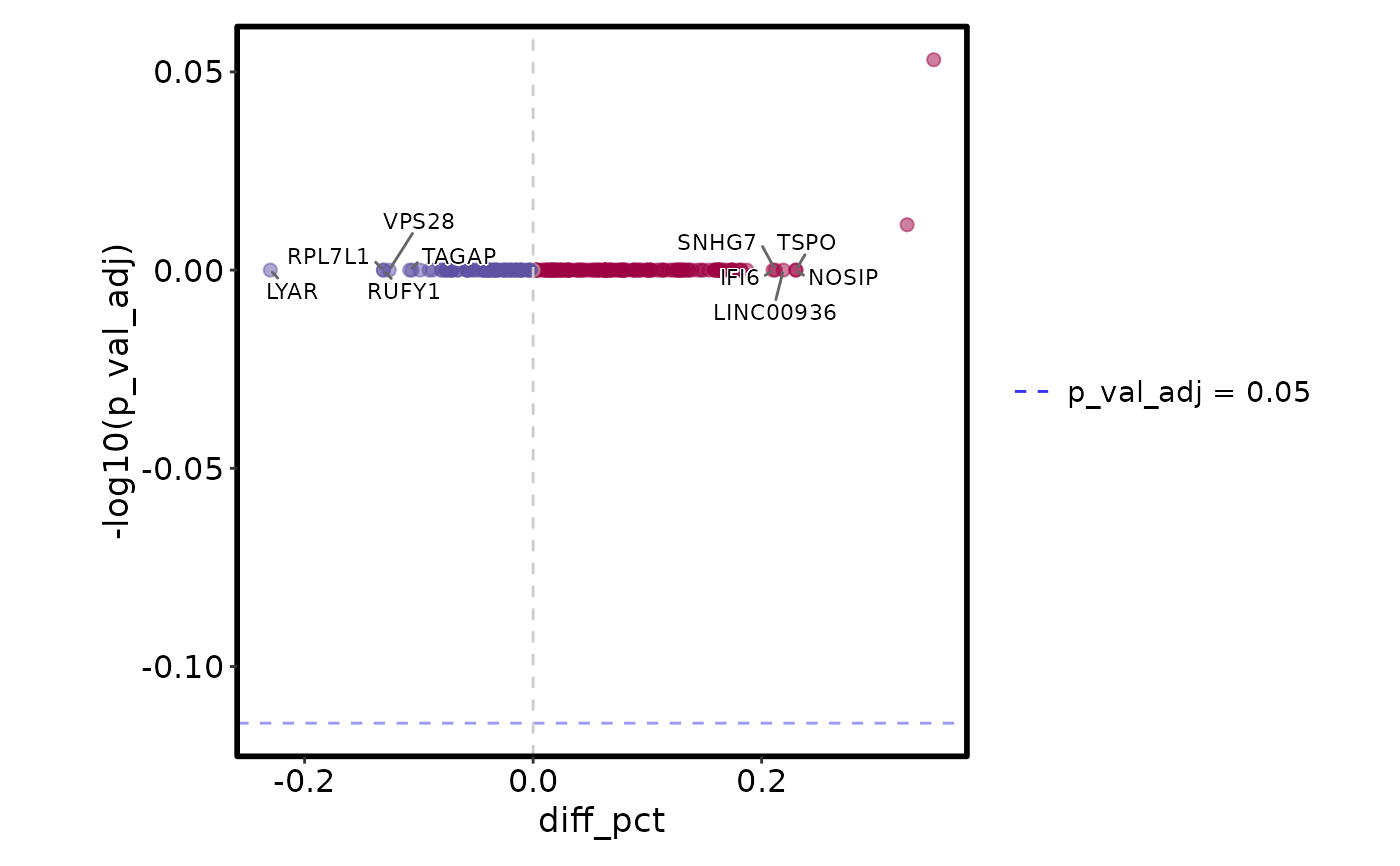 0.05
0.00
-0.05
-0.10
-log10(p_val_adj)
VPS28
RPL7L1
TAGAP
LYAR
RUFY1
SNHG7
TSPO
IFI6
NOSIP
LINC00936
p_val_adj = 0.05
-0.2
0.0
0.2
diff_pct